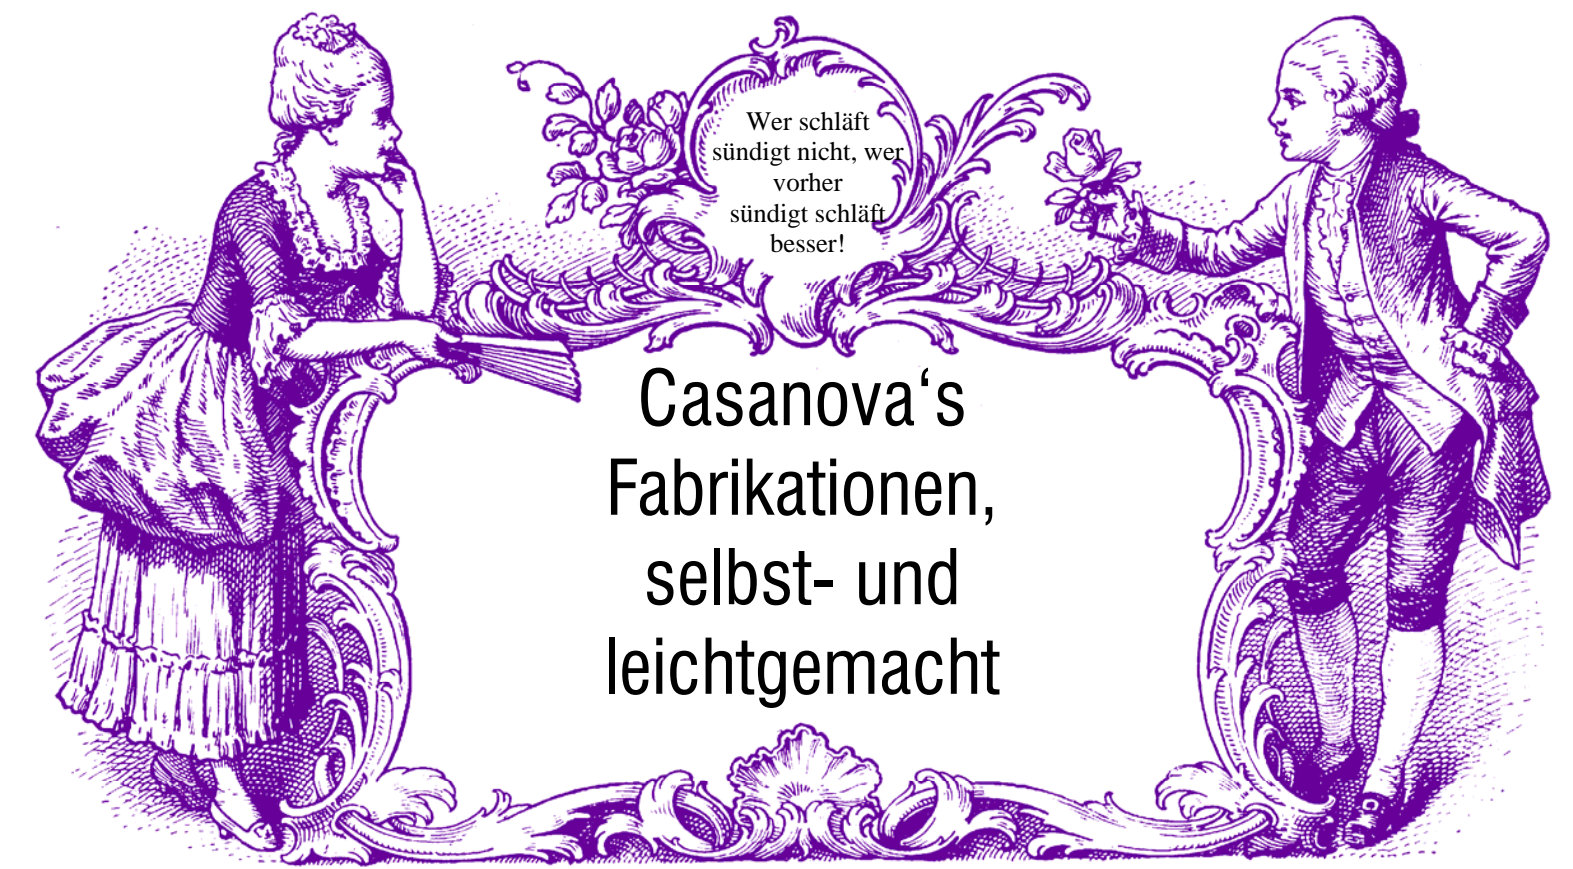 Wer schläft
sündigt nicht, wer
vorher
sündigt schläft
besser!
Casanova‘s
Fabrikationen,
selbst- und
leichtgemacht